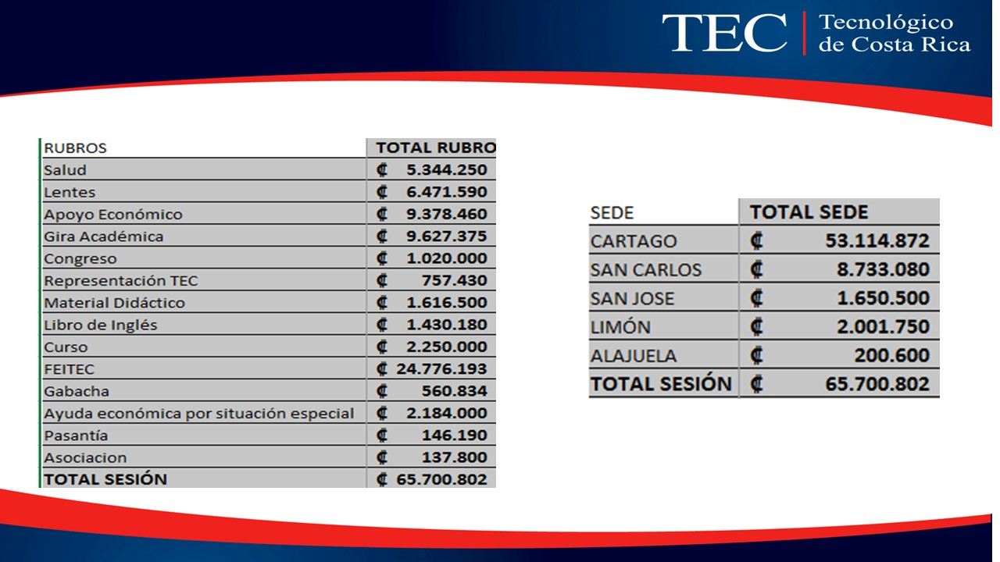 TEC Tecnológico
de Costa Rica
RUBROS TOTAL RUBRO
Salud ₡ 5.344.250
Lentes ₡ 6.471.590
Apoyo Económico ₡ 9.378.460
Gira Académica ₡ 9.627.375
Congreso ₡ 1.020.000
Representación TEC ₡ 757.430
Material Didáctico ₡ 1.616.500
Libro de Inglés ₡ 1.430.180
Curso ₡ 2.250.000
FEITEC ₡ 24.776.193
Gabacha ₡ 560.834
Ayuda económica por situación especial ₡ 2.184.000
Pasantía ₡ 146.190
Asociacion ₡ 137.800
TOTAL SESIÓN ₡ 65.700.802
SEDE TOTAL SEDE
CARTAGO ₡ 53.114.872
SAN CARLOS ₡ 8.733.080
SAN JOSE ₡ 1.650.500
LIMÓN ₡ 2.001.750
ALAJUELA ₡ 200.600
TOTAL SESIÓN ₡ 65.700.802